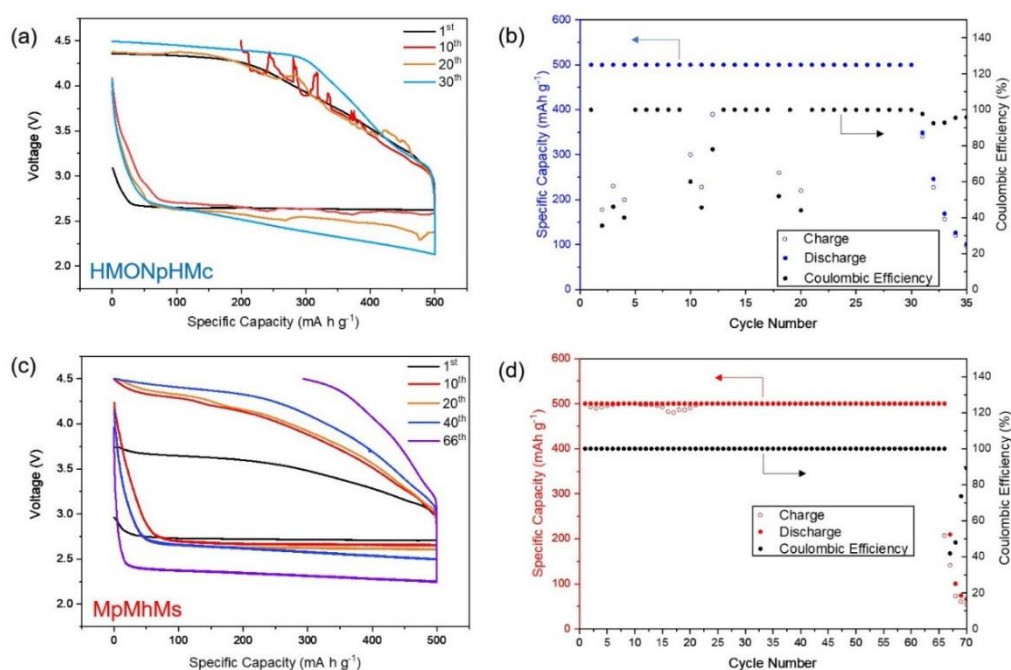 (a)
4.5
4.0
3.5
3.0
2.5
2.0
Voltage (V)
1st
10th
20th
30th
HMONpHMc
0 100 200 300 400 500
Specific Capacity (mA h g-1)
(b)
600
500
400
300
200
100
0
Specific Capacity (mAh g-1)
140
120
100
80
60
40
20
0
Coulombic Efficiency (%)
Charge
Discharge
Coulombic Efficiency
0 5 10 15 20 25 30 35
Cycle Number
(c)
4.5
4.0
3.5
3.0
2.5
2.0
Voltage (V)
1st
10th
20th
40th
66th
MpMhMs
0 100 200 300 400 500
Specific Capacity (mA h g-1)
(d)
600
500
400
300
200
100
0
Specific Capacity (mAh g-1)
140
120
100
80
60
40
20
0
Coulombic Efficiency (%)
Charge
Discharge
Coulombic Efficiency
0 5 10 15 20 25 30 35 40 45 50 55 60 65 70
Cycle Number